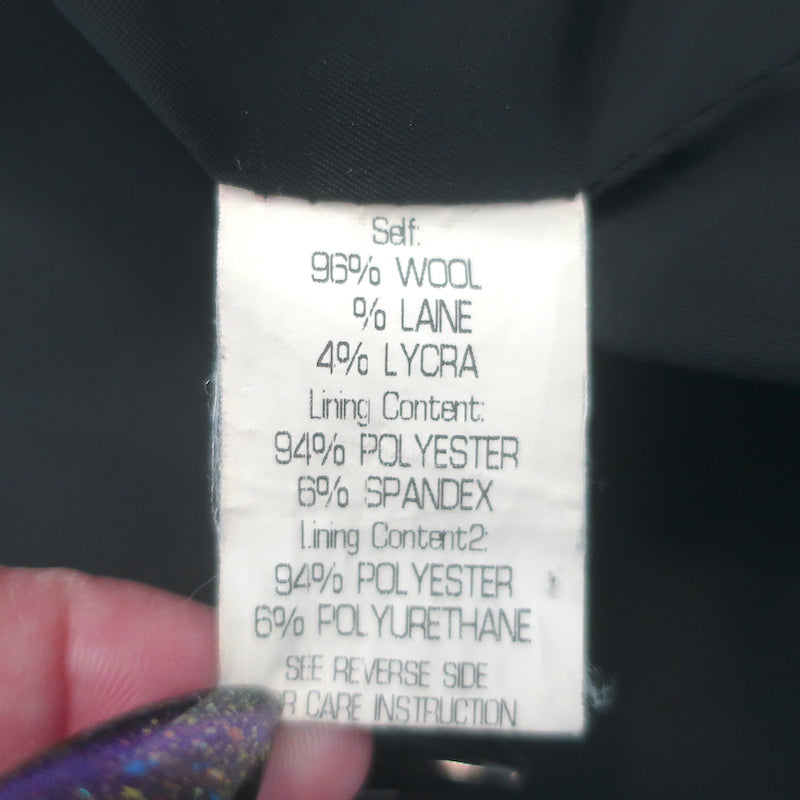 Self:
96% WOOL
% LAINE
4% LYCRA
Lining Content:
94% POLYESTER
6% SPANDEX
Lining Content2:
94% POLYESTER
6% POLYURETHANE
SEE REVERSE SIDE
OR CARE INSTRUCTION